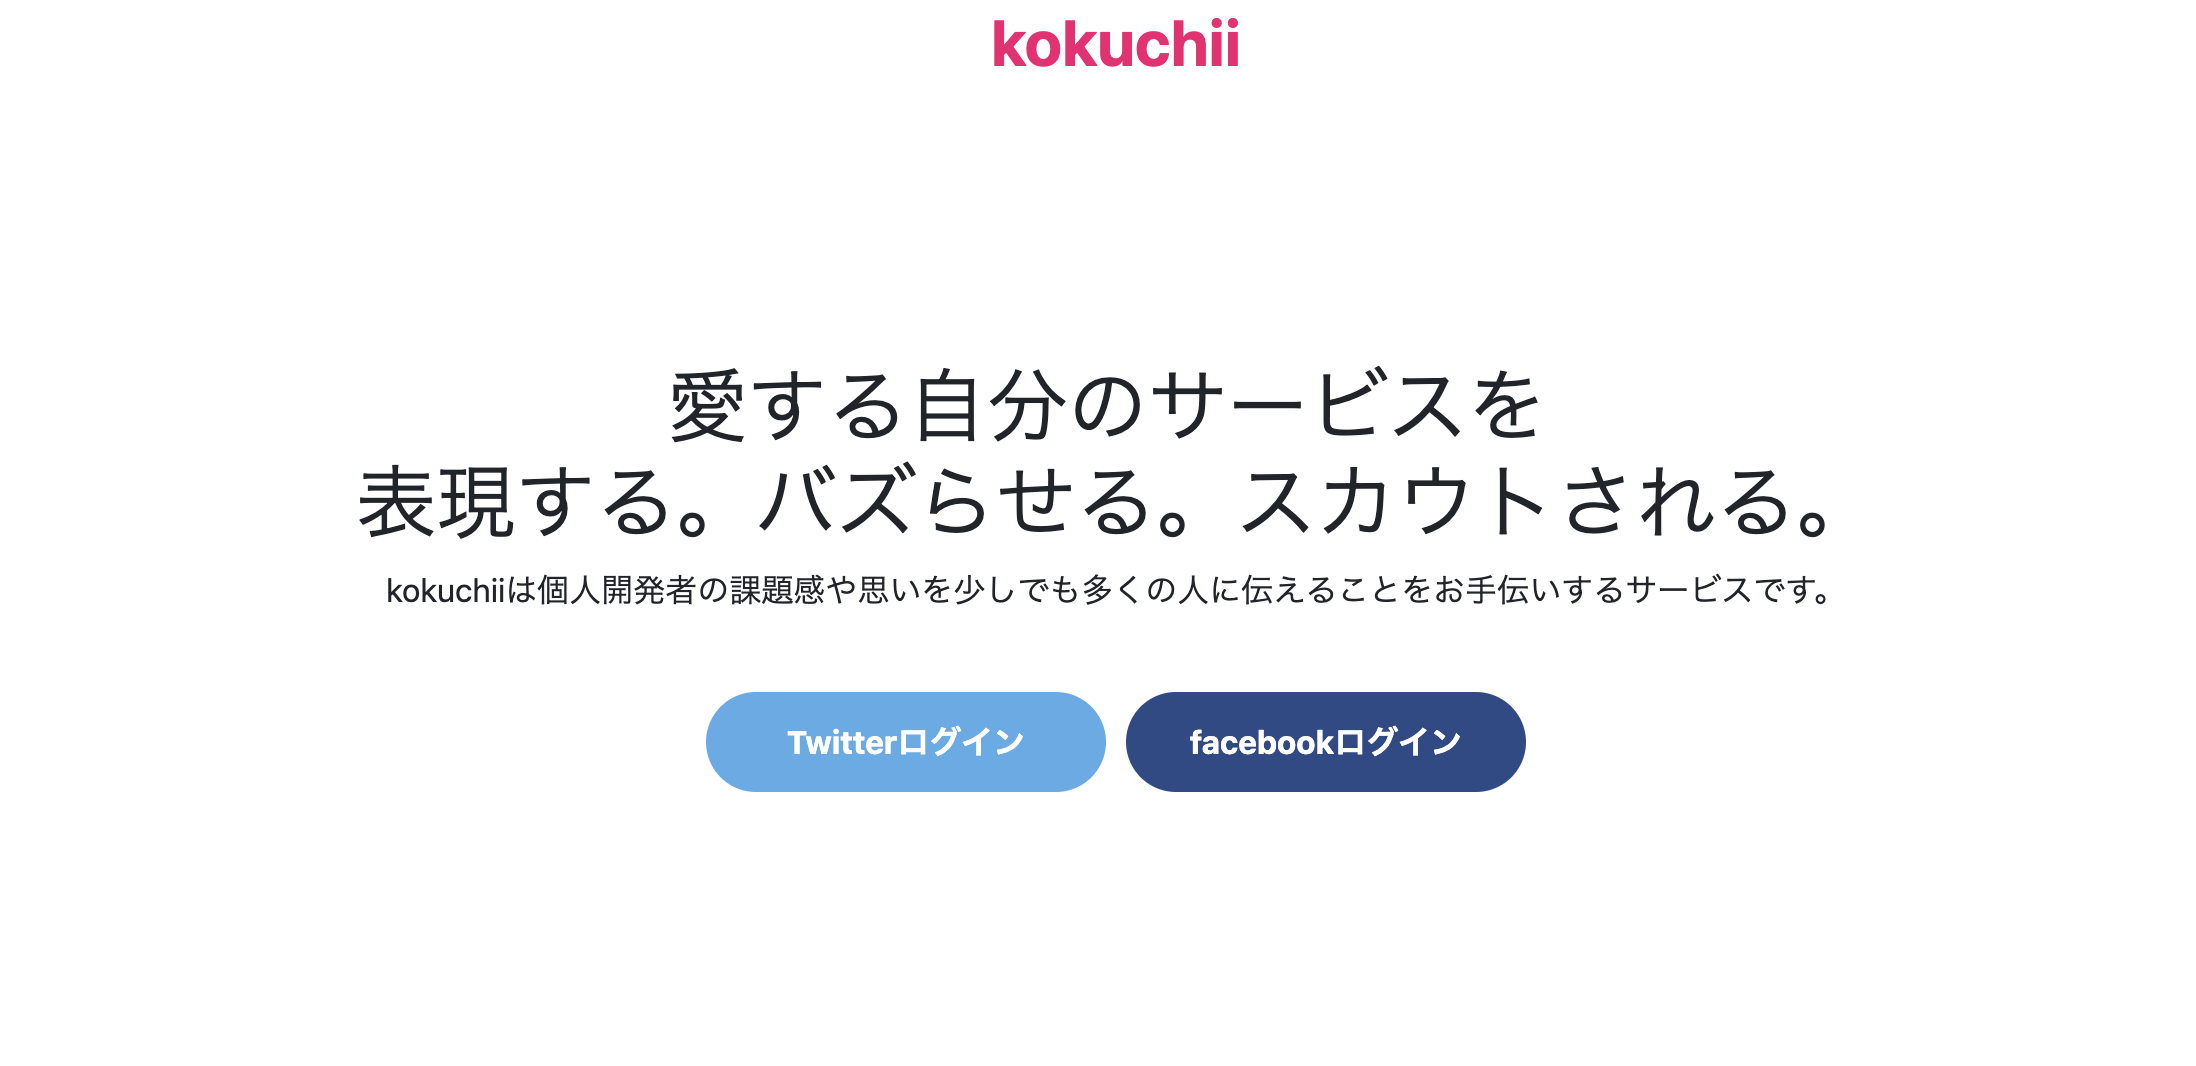 kokuchii
愛する自分のサービスを
表現する。バズらせる。スカウトされる。
kokuchiiは個人開発者の課題感や思いを少しでも多くの人に伝えることをお手伝いするサービスです。
Twitterログイン
facebookログイン